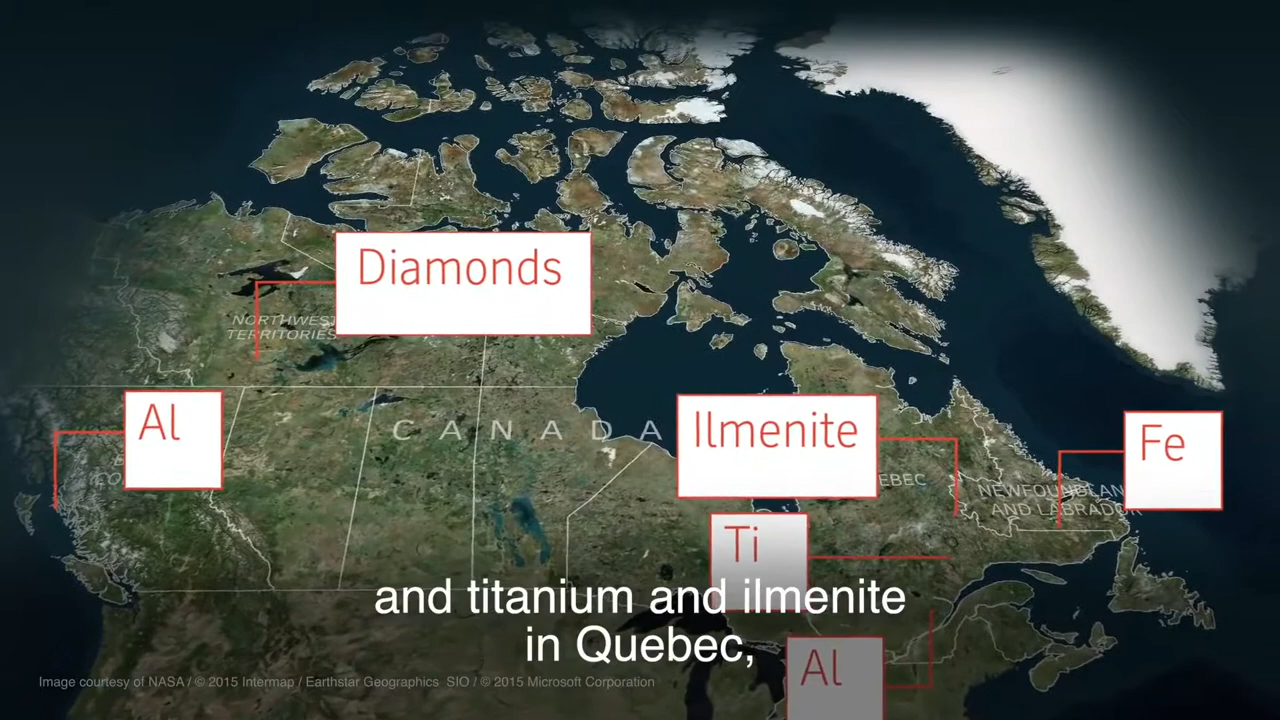 Diamonds
NORTHWEST
TERRITORIES
Al
CANADA
Ilmenite
Fe
EBEC
NEWFOUNDLAN
AND LABRADOR
Ti
and titanium and ilmenite
in Quebec,
Al
Image courtesy of NASA / © 2015 Intermap / Earthstar Geographics SIO / © 2015 Microsoft Corporation